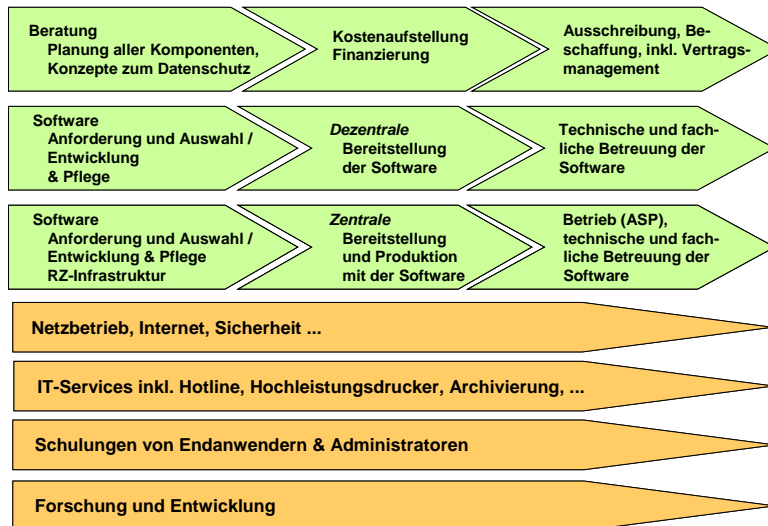 Beratung
Planung aller Komponenten,
Konzepte zum Datenschutz
Kostenaufstellung
Finanzierung
Ausschreibung, Be-
schaffung, inkl. Vertrags-
management
Software
Anforderung und Auswahl /
Entwicklung
& Pflege
Dezentrale
Bereitstellung
der Software
Technische und fach-
liche Betreuung der
Software
Software
Anforderung und Auswahl /
Entwicklung & Pflege
RZ-Infrastruktur
Zentrale
Bereitstellung
und Produktion
mit der Software
Betrieb (ASP),
technische und fach-
liche Betreuung der
Software
Netzbetrieb, Internet, Sicherheit ...
IT-Services inkl. Hotline, Hochleistungsdrucker, Archivierung, ...
Schulungen von Endanwendern & Administratoren
Forschung und Entwicklung